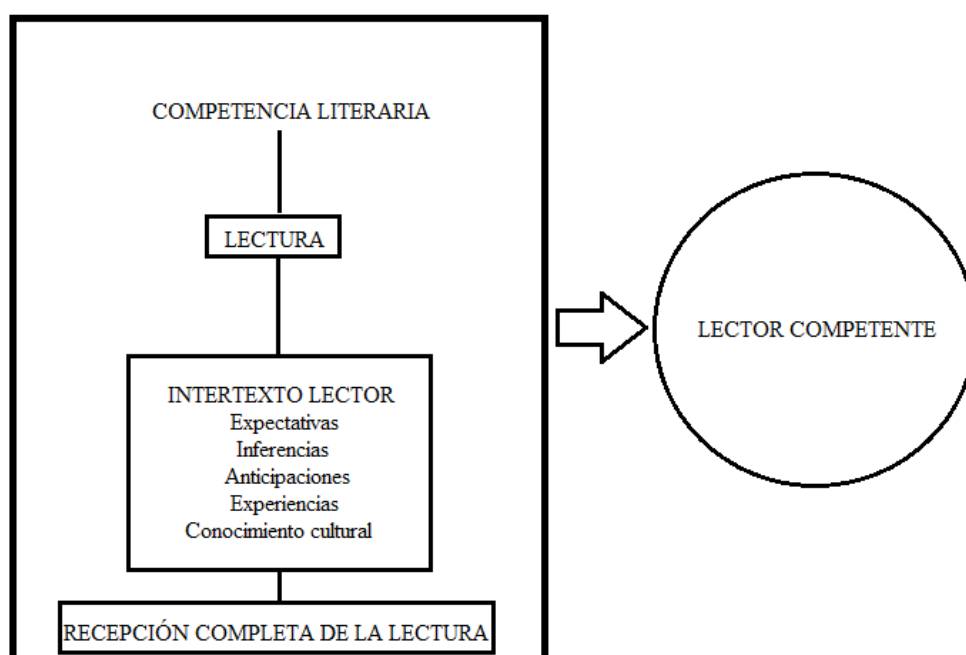 COMPETENCIA LITERARIA
LECTURA
INTERTEXTO LECTOR
Expectativas
Inferencias
Anticipaciones
Experiencias
Conocimiento cultural
RECEPCIÓN COMPLETA DE LA LECTURA
LECTOR COMPETENTE